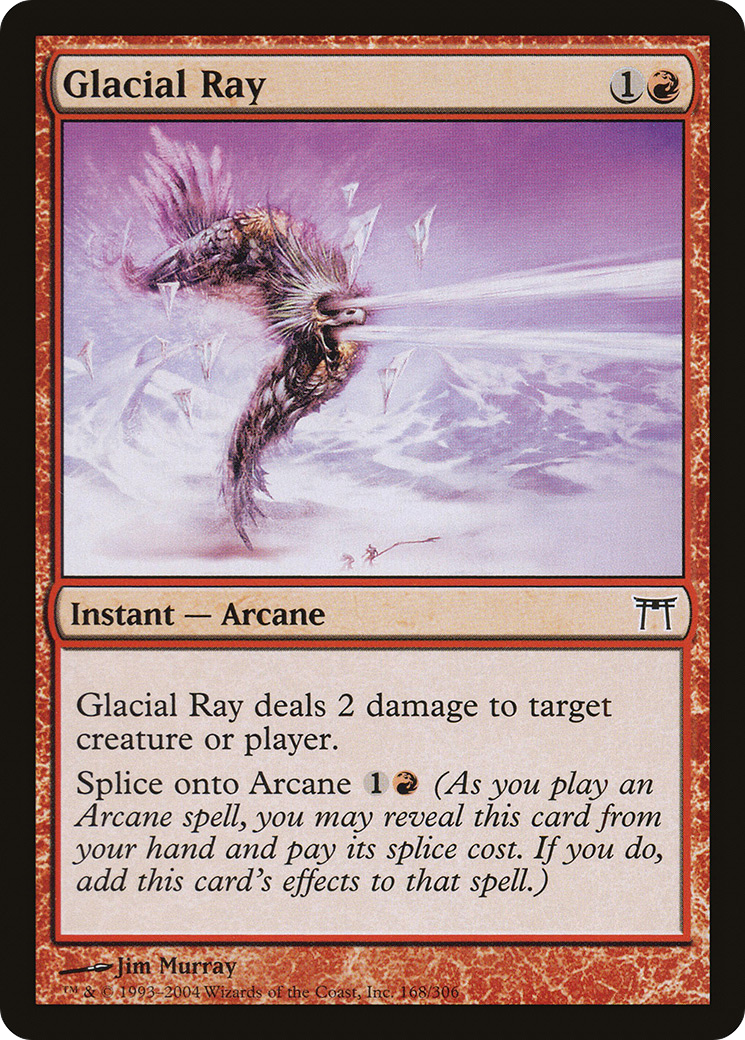 Glacial Ray 1
Instant — Arcane
Glacial Ray deals 2 damage to target
creature or player.
Splice onto Arcane 1 (As you play an
Arcane spell, you may reveal this card from
your hand and pay its splice cost. If you do,
add this card's effects to that spell.)
Jim Murray
™ & © 1993–2004 Wizards of the Coast, Inc. 168/306